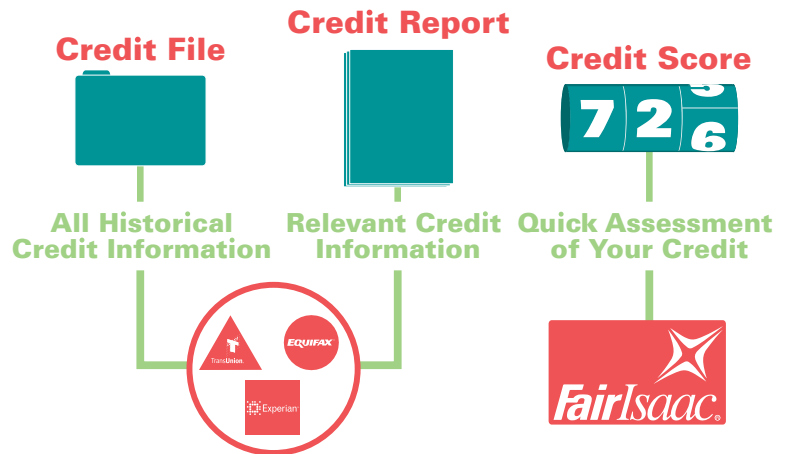 Credit File
Credit Report
Credit Score
7 2 5
6
All Historical
Credit Information
Relevant Credit
Information
Quick Assessment
of Your Credit
TransUnion.
EQUIFAX
Experian
FairIsaac.